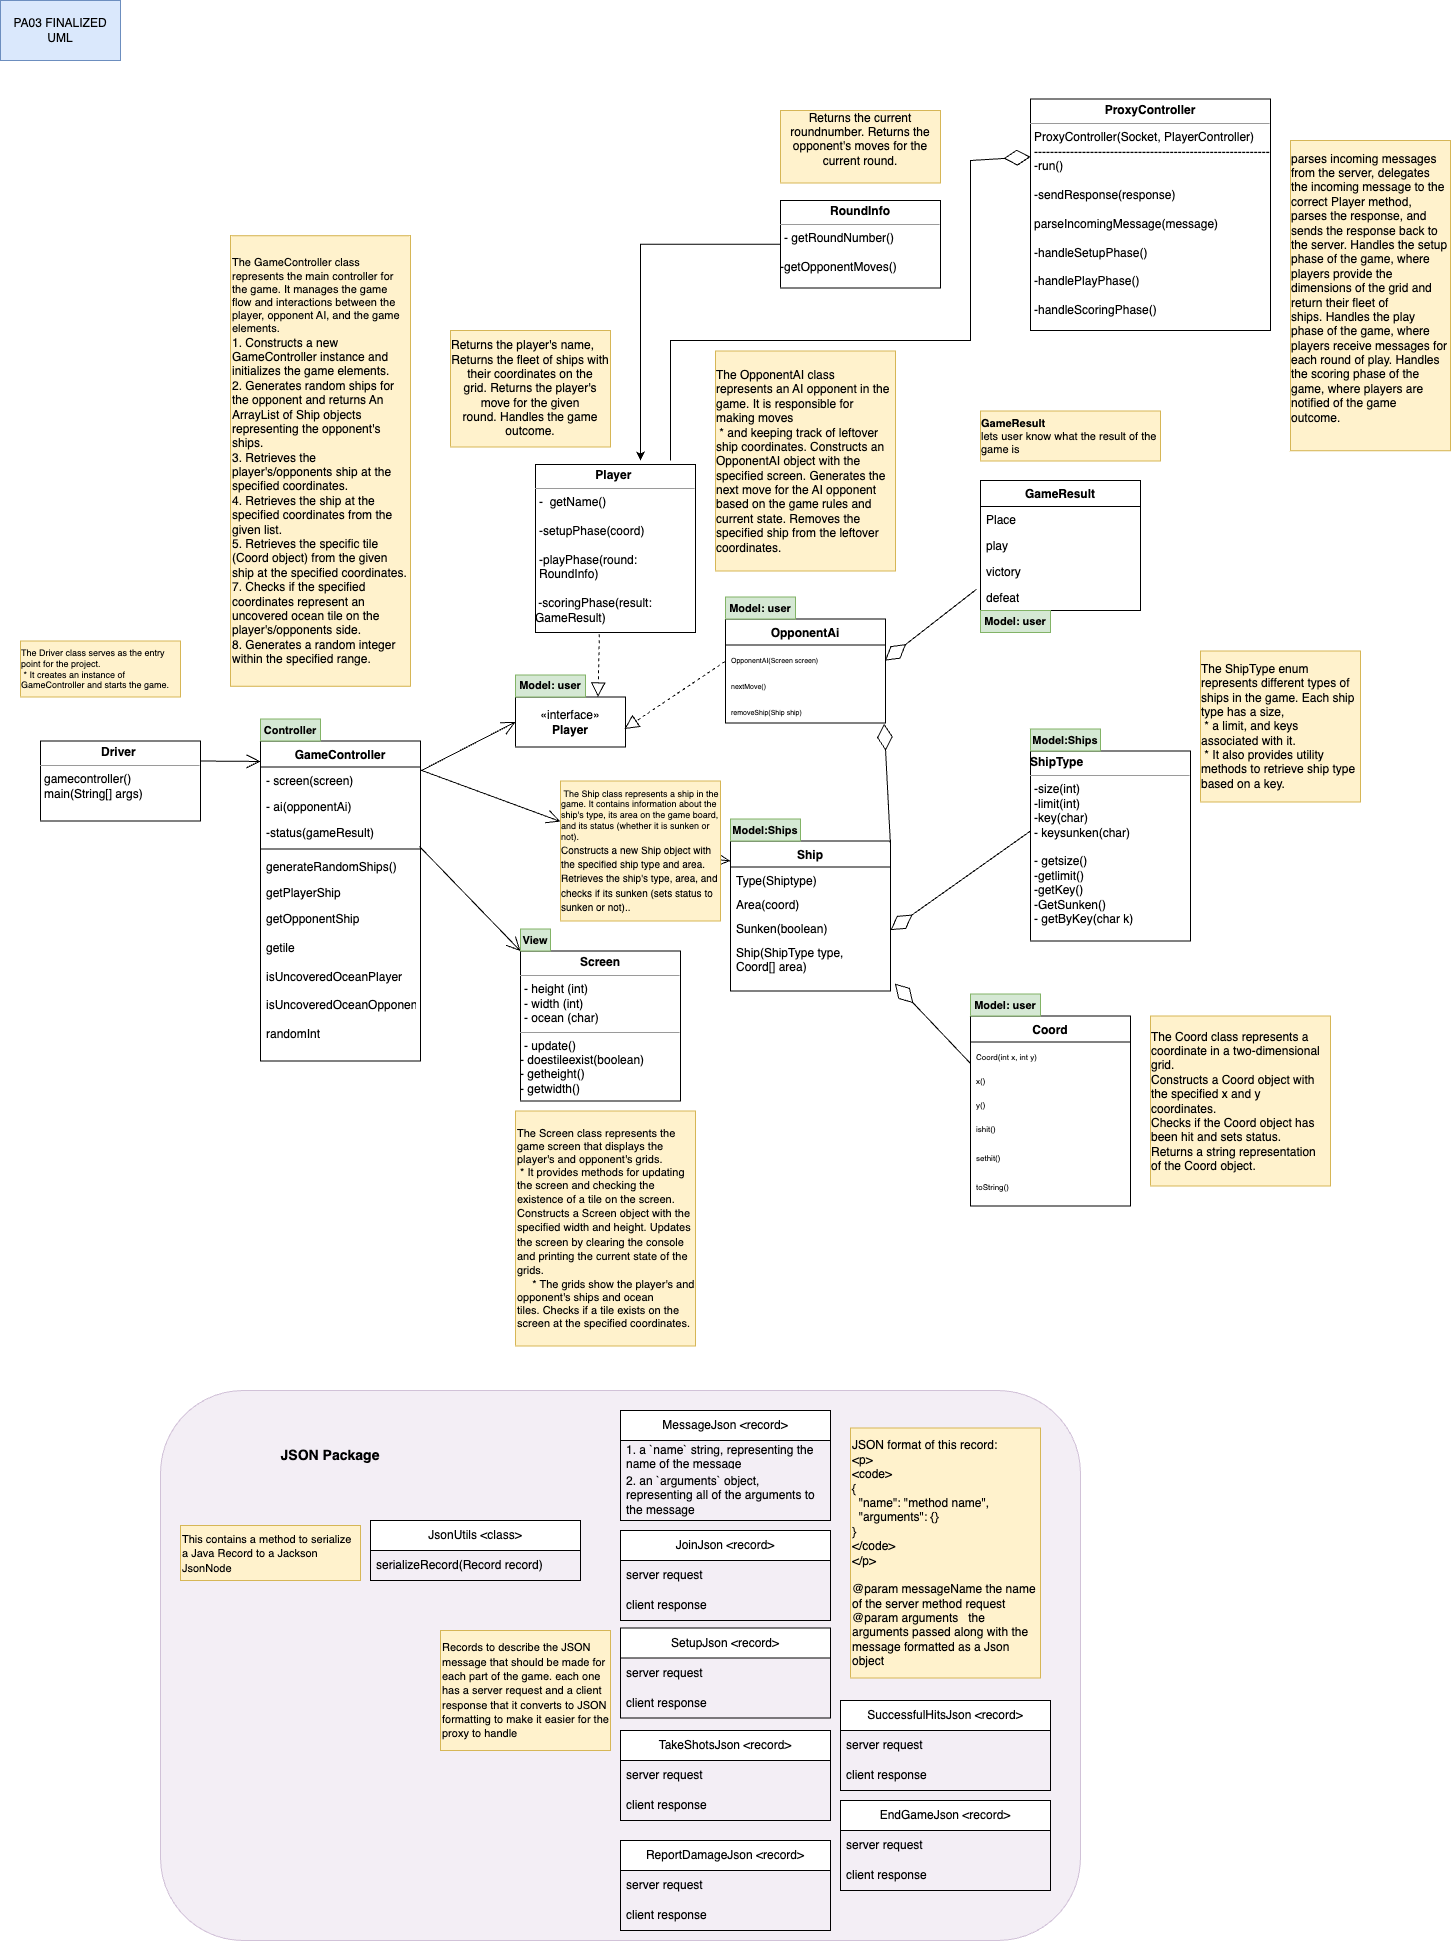 PA03 FINALIZED
UML
Returns the current
roundnumber. Returns the
opponent's moves for the
current round.
ProxyController
ProxyController(Socket, PlayerController)
-run()
-sendResponse(response)
parseIncomingMessage(message)
-handleSetupPhase()
-handlePlayPhase()
-handleScoringPhase()
parses incoming messages
from the server, delegates
the incoming message to the
correct Player method,
parses the response, and
sends the response back to
the server. Handles the setup
phase of the game, where
players provide the
dimensions of the grid and
return their fleet of
ships. Handles the play
phase of the game, where
players receive messages for
each round of play. Handles
the scoring phase of the
game, where players are
notified of the game
outcome.
RoundInfo
- getRoundNumber()
-getOpponentMoves()
The GameController class
represents the main controller for
the game. It manages the game
flow and interactions between the
player, opponent AI, and the game
elements.
1. Constructs a new
GameController instance and
initializes the game elements.
2. Generates random ships for
the opponent and returns An
ArrayList of Ship objects
representing the opponent's
ships.
3. Retrieves the
player's/opponents ship at the
specified coordinates.
4. Retrieves the ship at the
specified coordinates from the
given list.
5. Retrieves the specific tile
(Coord object) from the given
ship at the specified coordinates.
7. Checks if the specified
coordinates represent an
uncovered ocean tile on the
player's/opponents side.
8. Generates a random integer
within the specified range.
Returns the player's name,
Returns the fleet of ships with
their coordinates on the
grid. Returns the player's
move for the given
round. Handles the game
outcome.
The OpponentAI class
represents an AI opponent in the
game. It is responsible for
making moves
* and keeping track of leftover
ship coordinates. Constructs an
OpponentAI object with the
specified screen. Generates the
next move for the AI opponent
based on the game rules and
current state. Removes the
specified ship from the leftover
coordinates.
GameResult
lets user know what the result of the
game is
Player
- getName()
-setupPhase(coord)
-playPhase(round:
RoundInfo)
-scoringPhase(result:
GameResult)
GameResult
Place
play
victory
defeat
Model: user
Model: user
OpponentAi
OpponentAI(Screen screen)
nextMove()
removeShip(Ship ship)
The Driver class serves as the entry
point for the project.
* It creates an instance of
GameController and starts the game.
Model: user
«interface»
Player
The ShipType enum
represents different types of
ships in the game. Each ship
type has a size,
* a limit, and keys
associated with it.
* It also provides utility
methods to retrieve ship type
based on a key.
Driver
gamecontroller()
main(String[] args)
Controller
GameController
- screen(screen)
- ai(opponentAi)
-status(gameResult)
generateRandomShips()
getPlayerShip
getOpponentShip
getile
isUncoveredOceanPlayer
isUncoveredOceanOpponen
randomInt
Model:Ships
ShipType
-size(int)
-limit(int)
-key(char)
- keysunken(char)
- getsize()
-getlimit()
-getKey()
-GetSunken()
- getByKey(char k)
The Ship class represents a ship in the
game. It contains information about the
ship's type, its area on the game board,
and its status (whether it is sunken or
not).
Constructs a new Ship object with
the specified ship type and area.
Retrieves the ship's type, area, and
checks if its sunken (sets status to
sunken or not)..
Model:Ships
Ship
Type(Shiptype)
Area(coord)
Sunken(boolean)
Ship(ShipType type,
Coord[] area)
View
Screen
- height (int)
- width (int)
- ocean (char)
- update()
- doestileexist(boolean)
- getheight()
- getwidth()
Model: user
Coord
Coord(int x, int y)
x()
y()
ishit()
sethit()
toString()
The Coord class represents a
coordinate in a two-dimensional
grid.
Constructs a Coord object with
the specified x and y
coordinates.
Checks if the Coord object has
been hit and sets status.
Returns a string representation
of the Coord object.
The Screen class represents the
game screen that displays the
player's and opponent's grids.
* It provides methods for updating
the screen and checking the
existence of a tile on the screen.
Constructs a Screen object with the
specified width and height. Updates
the screen by clearing the console
and printing the current state of the
grids.
* The grids show the player's and
opponent's ships and ocean
tiles. Checks if a tile exists on the
screen at the specified coordinates.
JSON Package
MessageJson <record>
1. a `name` string, representing the
name of the message
2. an `arguments` object,
representing all of the arguments to
the message
JSON format of this record:
<p>
<code>
{
"name": "method name",
"arguments": {}
}
</code>
</p>
@param messageName the name
of the server method request
@param arguments the
arguments passed along with the
message formatted as a Json
object
This contains a method to serialize
a Java Record to a Jackson
JsonNode
JsonUtils <class>
serializeRecord(Record record)
JoinJson <record>
server request
client response
Records to describe the JSON
message that should be made for
each part of the game. each one
has a server request and a client
response that it converts to JSON
formatting to make it easier for the
proxy to handle
SetupJson <record>
server request
client response
SuccessfulHitsJson <record>
server request
client response
TakeShotsJson <record>
server request
client response
EndGameJson <record>
server request
client response
ReportDamageJson <record>
server request
client response